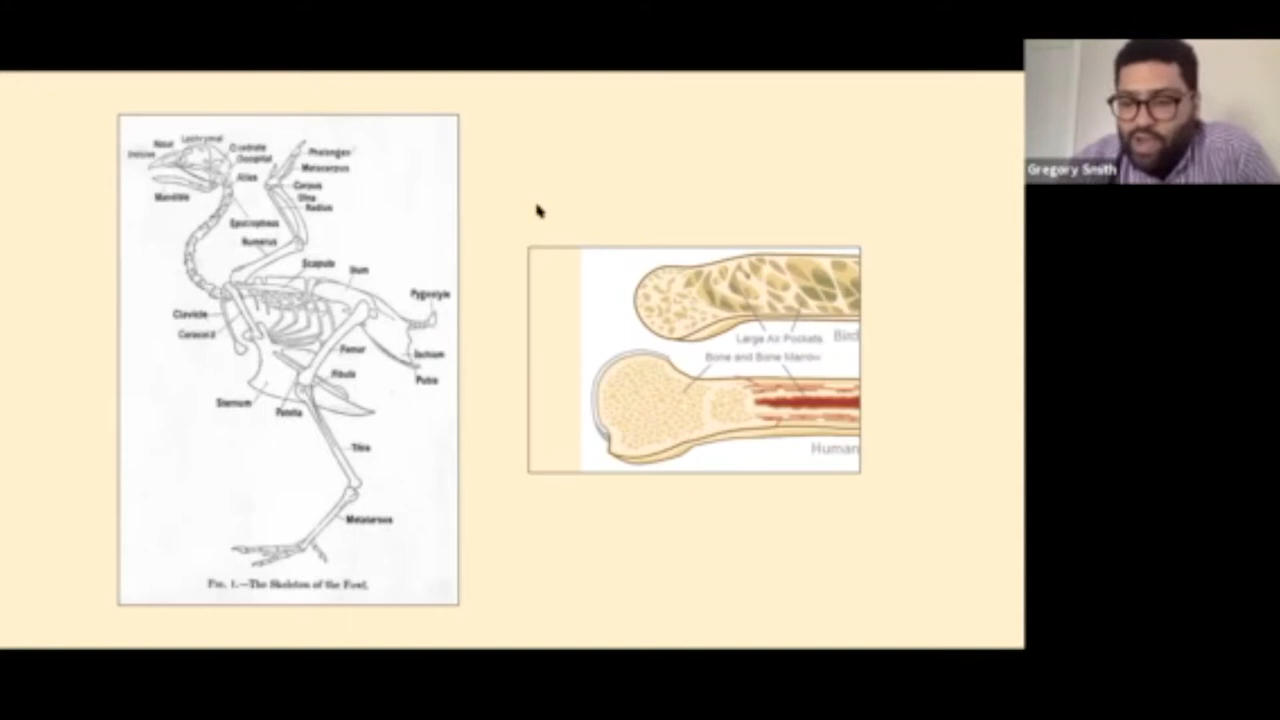 Nasal
Lachrymal
Quadrate
Occipital
Incisive
Atlas
Mandible
Phalanges
Metacarpus
Carpus
Ulna
Radius
Epistropheus
Humerus
Scapula
Ilium
Pygostyle
Clavicle
Coracoid
Femur
Ischium
Fibula
Pubis
Sternum
Patella
Tibia
Metatarsus
FIG. 1.—The Skeleton of the Fowl.
Large Air Pockets
Bird
Bone and Bone Marrow
Human
Gregory Smith